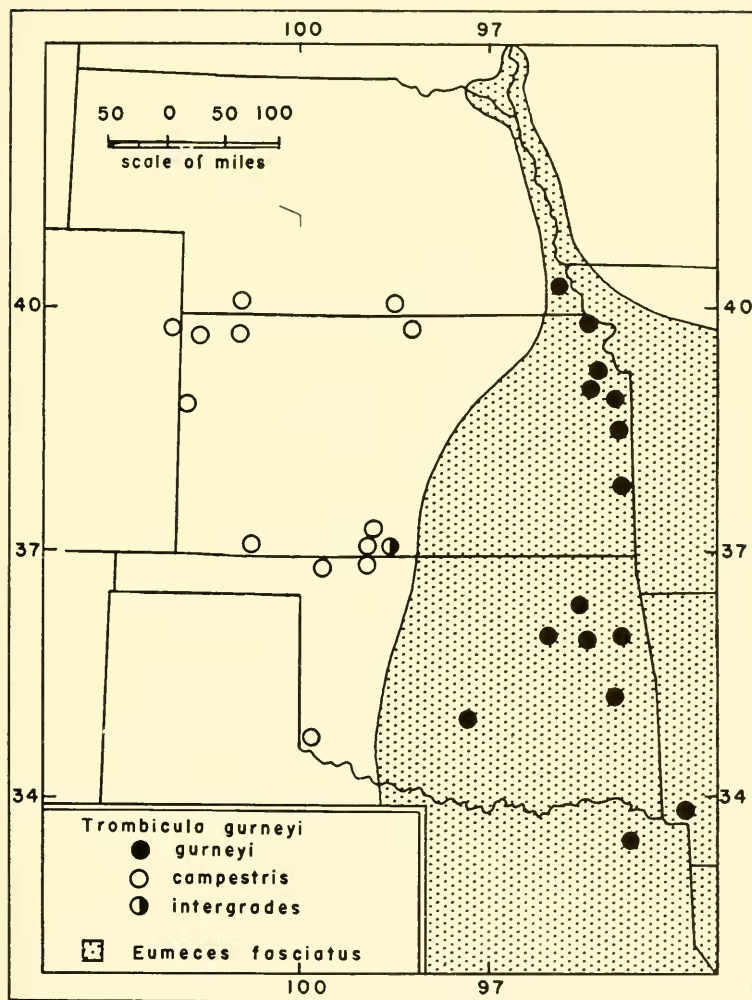 100 97
50 0 50 100
scale of miles
40 40
37 37
34 34
Trombicula gurneyi
gurneyi
campestris
intergrades
Eumeces fasciatus
100 97